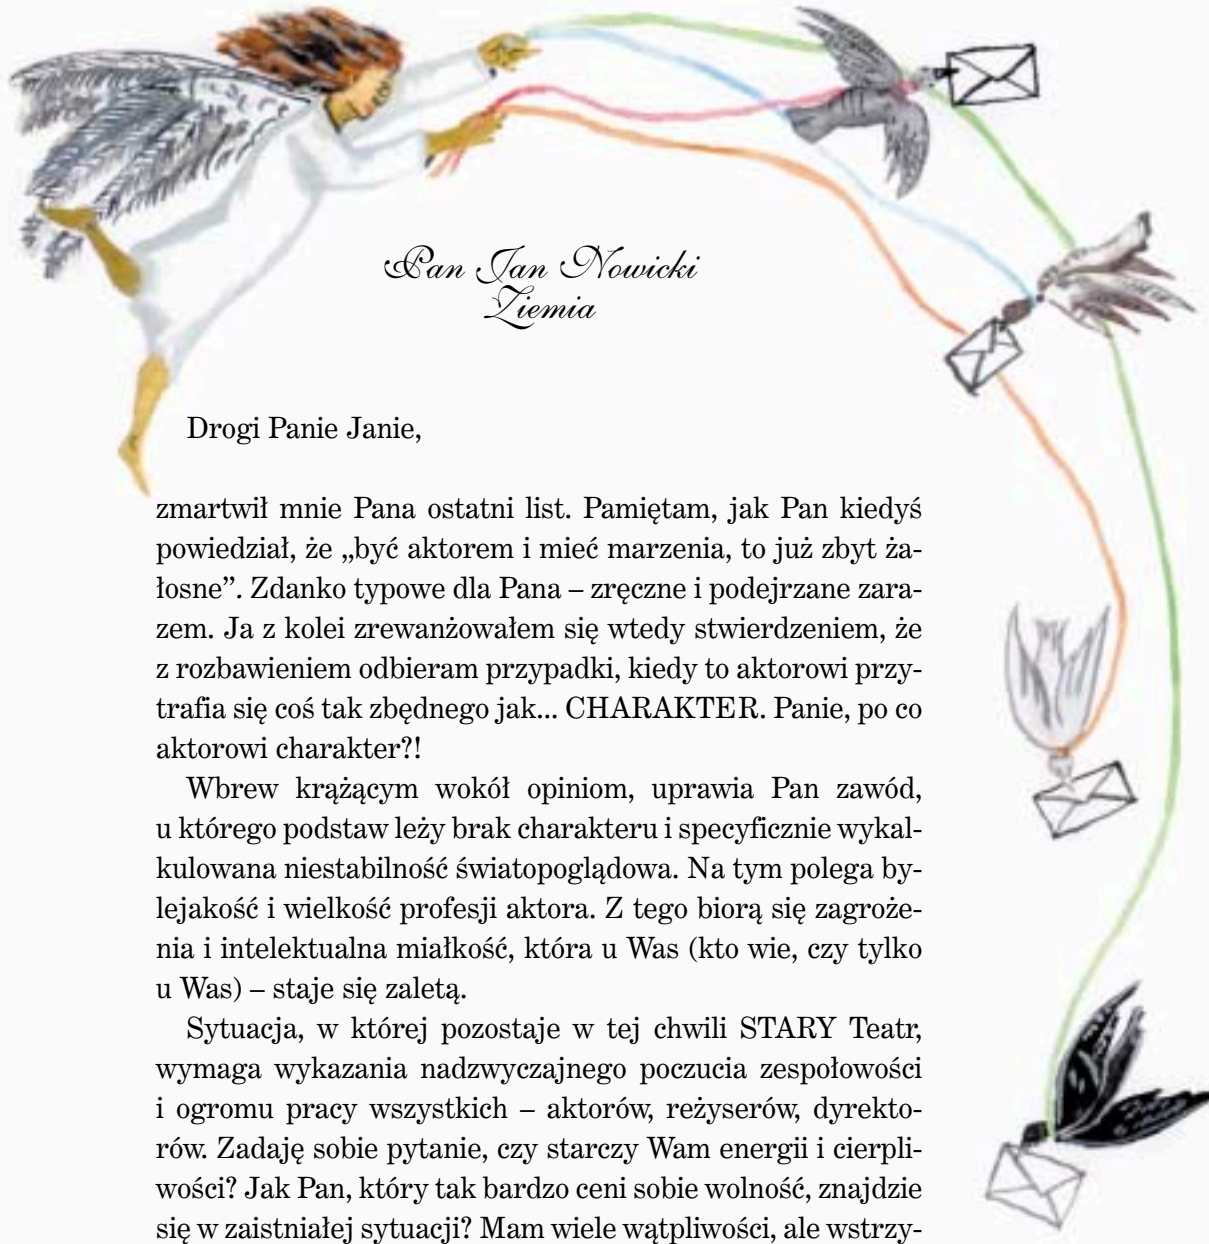 Pan Jan Nowicki
Ziemia
Drogi Panie Janie,
zmartwił mnie Pana ostatni list. Pamiętam, jak Pan kiedyś
powiedział, że „być aktorem i mieć marzenia, to już zbyt ża-
łosne”. Zdanko typowe dla Pana – zręczne i podejrzane zara-
zem. Ja z kolei zrewanżowałem się wtedy stwierdzeniem, że
z rozbawieniem odbieram przypadki, kiedy to aktorowi przy-
trafia się coś tak zbędnego jak... CHARAKTER. Panie, po co
aktorowi charakter?!
Wbrew krążącym wokół opiniom, uprawia Pan zawód,
u którego podstaw leży brak charakteru i specyficznie wykal-
kulowana niestabilność światopoglądowa. Na tym polega by-
lejakość i wielkość profesji aktora. Z tego biorą się zagroże-
nia i intelektualna miałkość, która u Was (kto wie, czy tylko
u Was) – staje się zaletą.
Sytuacja, w której pozostaje w tej chwili STARY Teatr,
wymaga wykazania nadzwyczajnego poczucia zespołowości
i ogromu pracy wszystkich – aktorów, reżyserów, dyrekto-
rów. Zadaję sobie pytanie, czy starczy Wam energii i cierpli-
wości? Jak Pan, który tak bardzo ceni sobie wolność, znajdzie
się w zaistniałej sytuacji? Mam wiele wątpliwości, ale wstrzy-